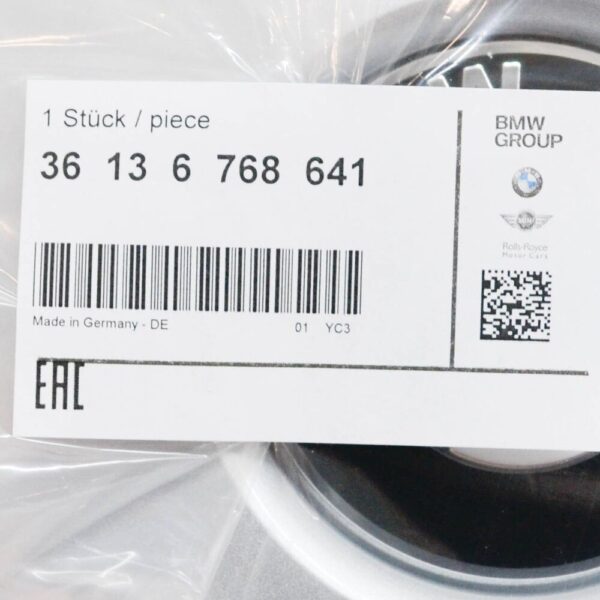 1 Stück / piece
36 13 6 768 641
Made in Germany - DE 01 YC3
EAC
BMW
GROUP
MINI
Rolls-Royce
Motor Cars